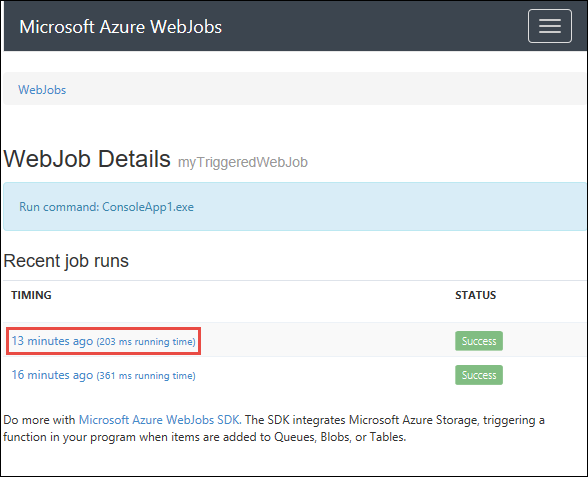 Microsoft Azure WebJobs
WebJobs
WebJob Details myTriggeredWebJob
Run command: ConsoleApp1.exe
Recent job runs
TIMING STATUS
13 minutes ago (203 ms running time) Success
16 minutes ago (361 ms running time) Success
Do more with Microsoft Azure WebJobs SDK. The SDK integrates Microsoft Azure Storage, triggering a
function in your program when items are added to Queues, Blobs, or Tables.